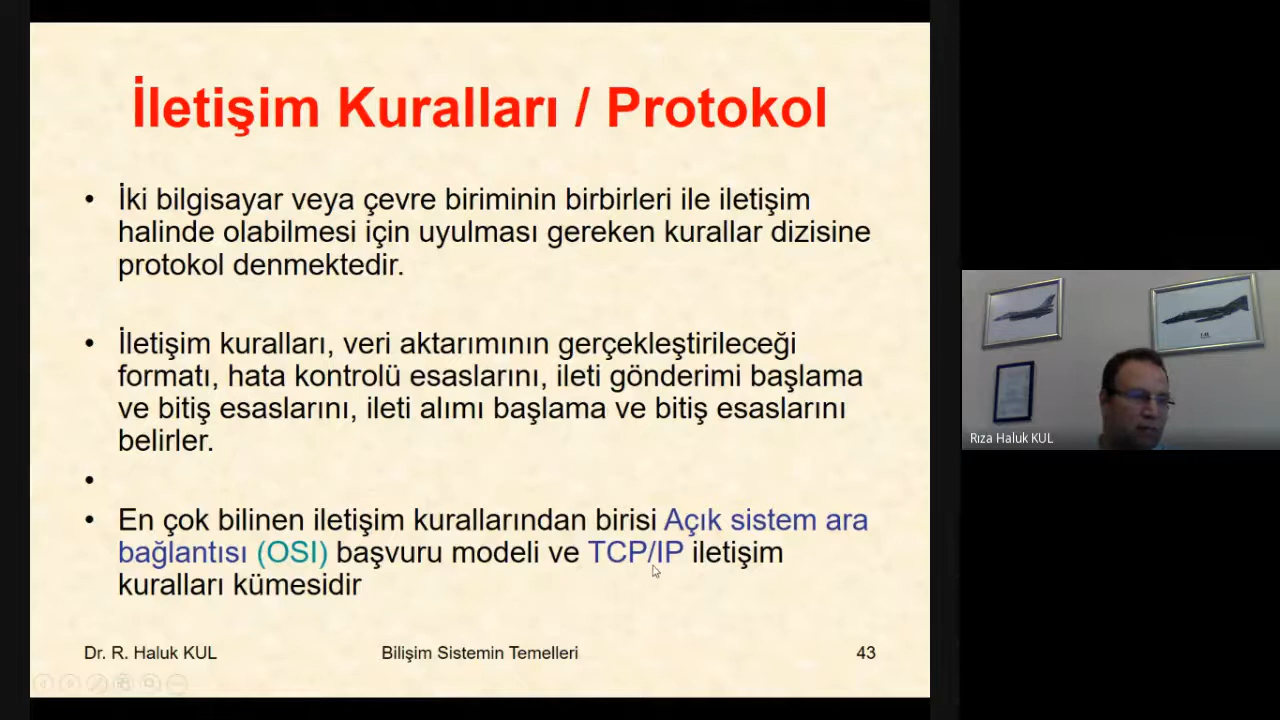 İletişim Kuralları / Protokol
• İki bilgisayar veya çevre biriminin birbirleri ile iletişim
halinde olabilmesi için uyulması gereken kurallar dizisine
protokol denmektedir.
• İletişim kuralları, veri aktarımının gerçekleştirileceği
formatı, hata kontrolü esaslarını, ileti gönderimi başlama
ve bitiş esaslarını, ileti alımı başlama ve bitiş esaslarını
belirler.
•
• En çok bilinen iletişim kurallarından birisi Açık sistem ara
bağlantısı (OSI) başvuru modeli ve TCP/IP iletişim
kuralları kümesidir
Dr. R. Haluk KUL Bilişim Sistemin Temelleri 43
Rıza Haluk KUL